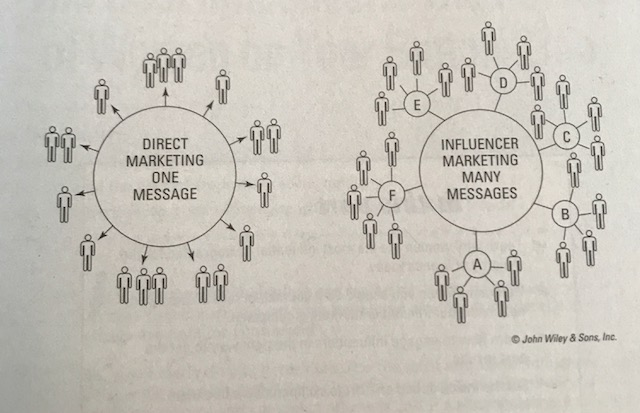 DIRECT
MARKETING
ONE
MESSAGE
INFLUENCER
MARKETING
MANY
MESSAGES
A
B
C
D
E
F
© John Wiley & Sons, Inc.